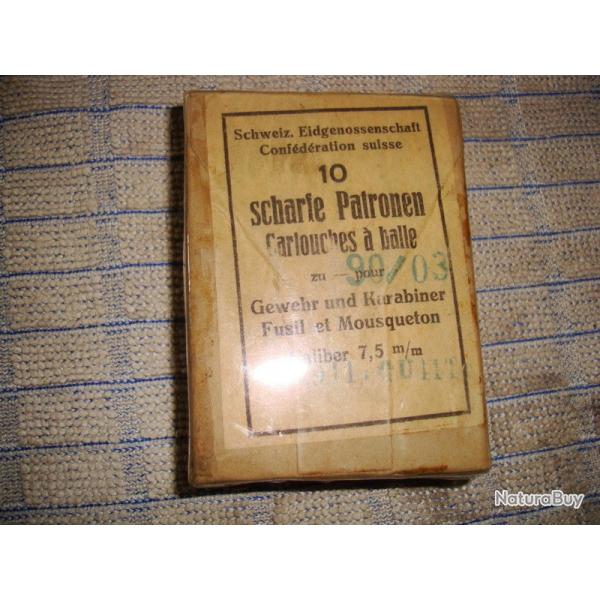 Schweiz. Eidgenossenschaft
Confédération suisse
10
scharfe Patronen
Cartouches à balle
zu — pour
90/03
Gewehr und Karabiner
Fusil et Mousqueton
Kaliber 7,5 m/m
NaturaBuy